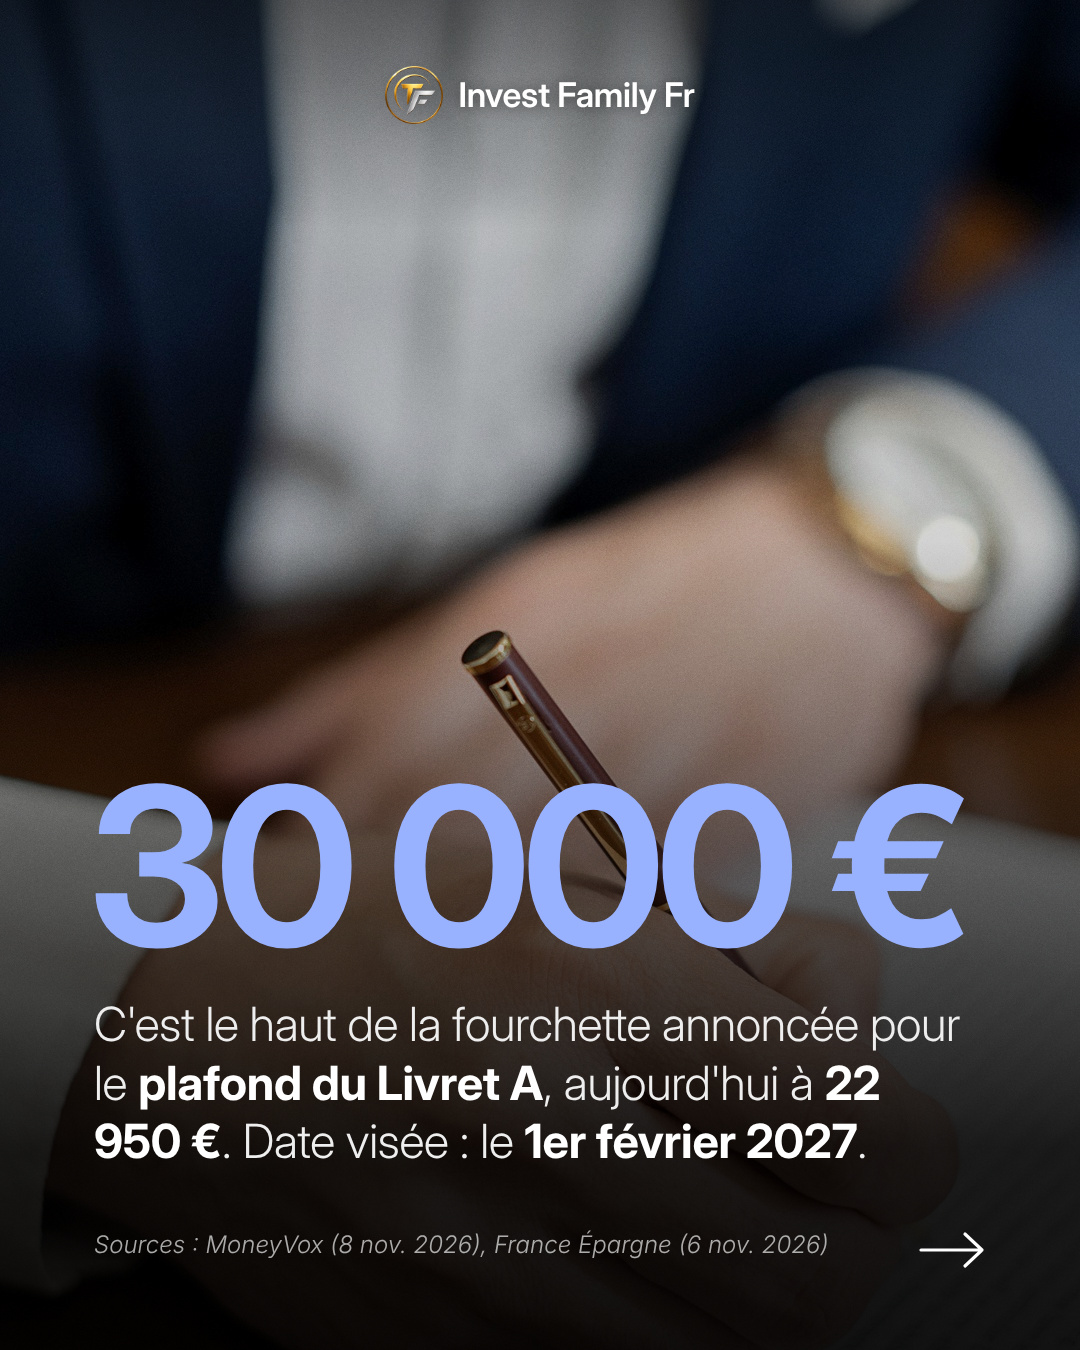 Invest Family Fr
30 000 €
C'est le haut de la fourchette annoncée pour
le plafond du Livret A, aujourd'hui à 22
950 €. Date visée : le 1er février 2027.
Sources : MoneyVox (8 nov. 2026), France Épargne (6 nov. 2026)